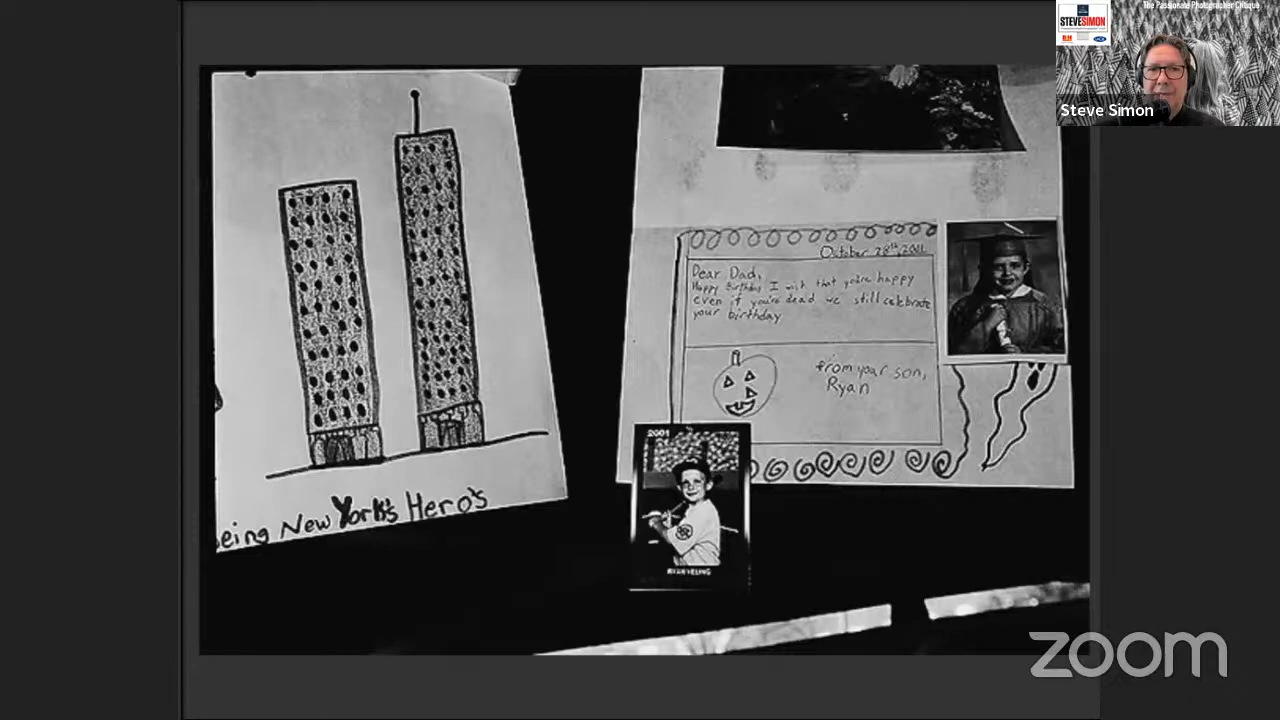 The Passionate Photographer Critique
STEVESIMON
Steve Simon
October 28th, 2001
Dear Dad,
Happy Birthday I wish that you're happy
even if you're dead we still celebrate
your birthday
from your son,
Ryan
2001
eing New York's Hero's
zoom